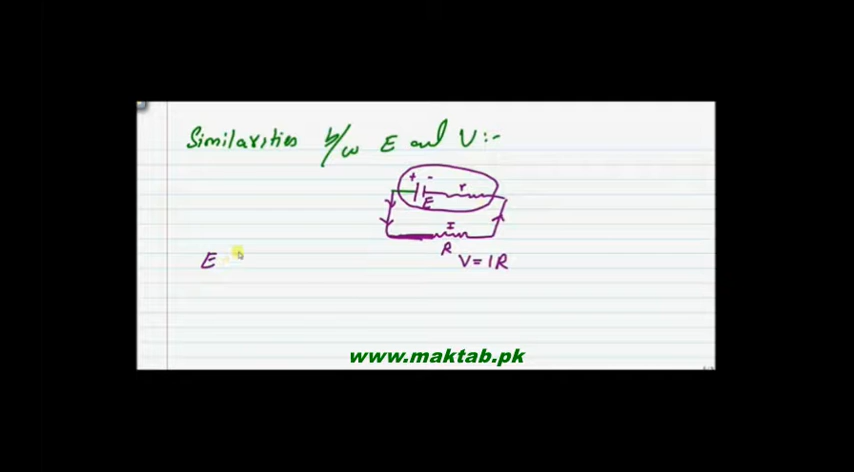 Similarities b/w E and V:-
+ -
E r
I
R
V = IR
E
www.maktab.pk